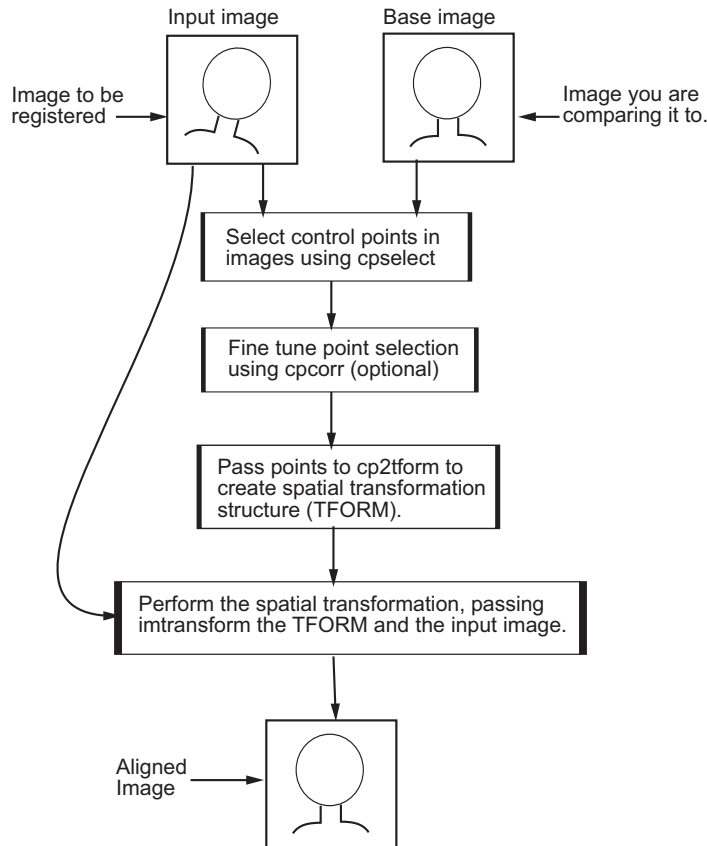 Input image
Base image
Image to be
registered
Image you are
comparing it to.
Select control points in
images using cpselect
Fine tune point selection
using cpcorr (optional)
Pass points to cp2tform to
create spatial transformation
structure (TFORM).
Perform the spatial transformation, passing
imtransform the TFORM and the input image.
Aligned
Image